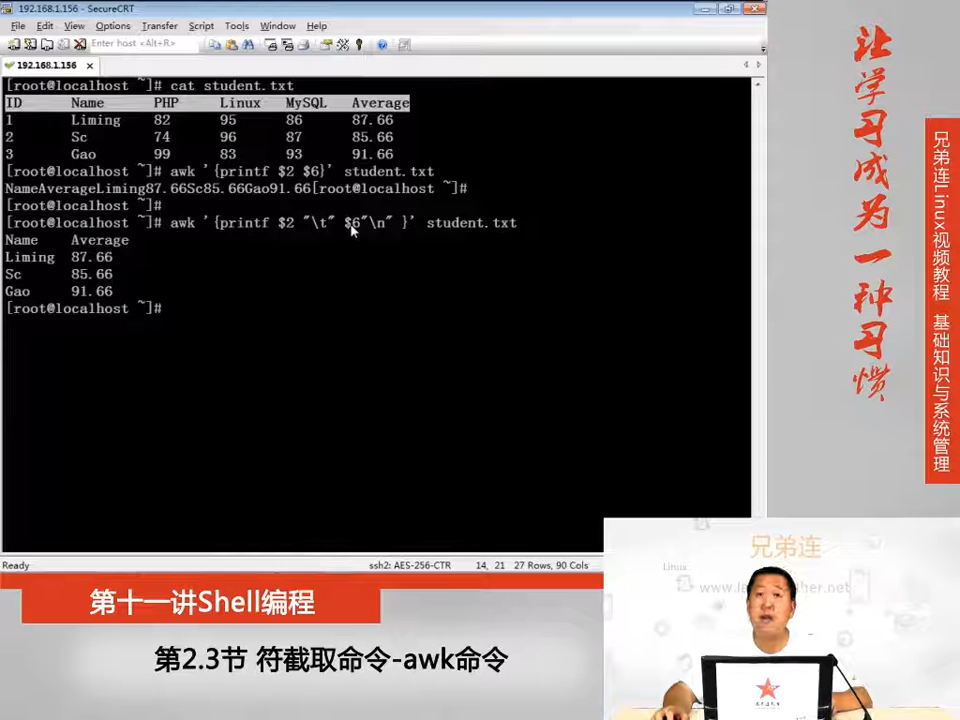 192.168.1.156 - SecureCRT
File Edit View Options Transfer Script Tools Window Help
Enter host <Alt+R>
192.168.1.156
[root@localhost ~]# cat student.txt
ID Name PHP Linux MySQL Average
1 Liming 82 95 86 87.66
2 Sc 74 96 87 85.66
3 Gao 99 83 93 91.66
[root@localhost ~]# awk '{printf $2 $6}' student.txt
NameAverageLiming87.66Sc85.66Gao91.66[root@localhost ~]#
[root@localhost ~]#
[root@localhost ~]# awk '{printf $2 "\t" $6"\n" }' student.txt
Name Average
Liming 87.66
Sc 85.66
Gao 91.66
[root@localhost ~]#
Ready ssh2: AES-256-CTR 14, 21 27 Rows, 90 Cols
让学习成为一种习惯
兄弟连Linux视频教程 基础知识与系统管理
兄弟连
Linux
第十一讲Shell编程
第2.3节 符截取命令-awk命令